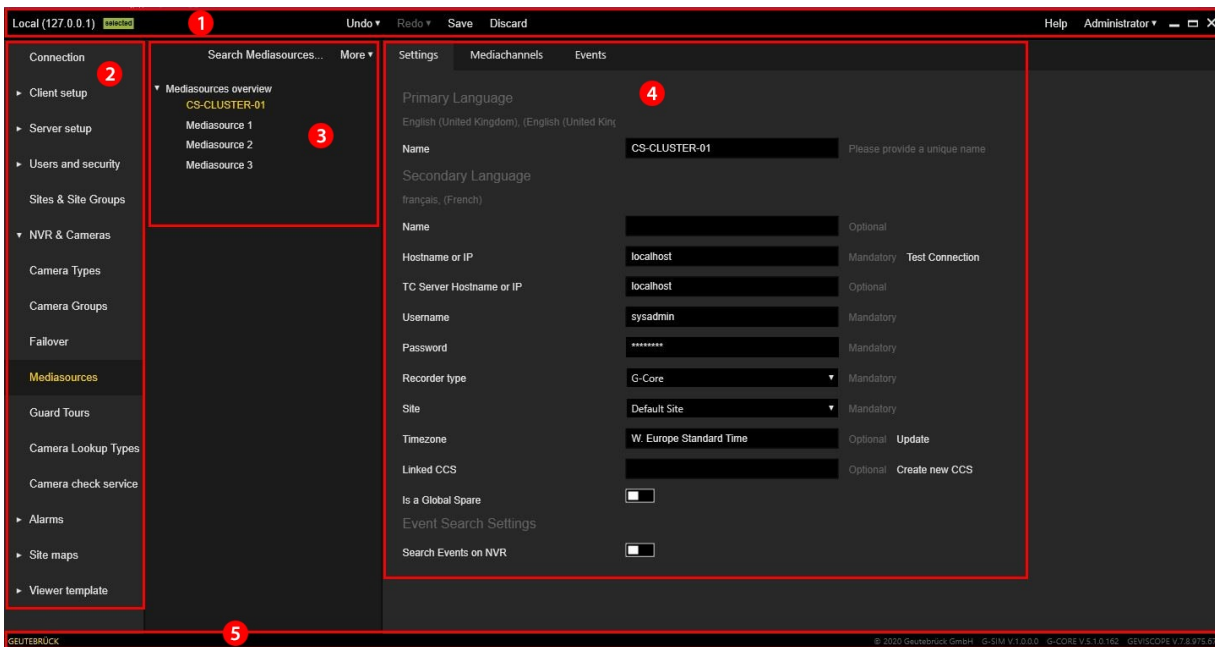 Local (127.0.0.1) selected 1 Undo ▾ Redo ▾ Save Discard Help Administrator ▾
2
Connection
▸ Client setup
▸ Server setup
▸ Users and security
Sites & Site Groups
▾ NVR & Cameras
Camera Types
Camera Groups
Failover
Mediasources
Guard Tours
Camera Lookup Types
Camera check service
▸ Alarms
▸ Site maps
▸ Viewer template
Search Mediasources... More ▾
▾ Mediasources overview
CS-CLUSTER-01
Mediasource 1
Mediasource 2
Mediasource 3
3
Settings Mediachannels Events
4
Primary Language
English (United Kingdom), (English (United King
Name CS-CLUSTER-01 Please provide a unique name
Secondary Language
français, (French)
Name Optional
Hostname or IP localhost Mandatory Test Connection
TC Server Hostname or IP localhost Optional
Username sysadmin Mandatory
Password ******** Mandatory
Recorder type G-Core ▾ Mandatory
Site Default Site ▾ Mandatory
Timezone W. Europe Standard Time Optional Update
Linked CCS Optional Create new CCS
Is a Global Spare
Event Search Settings
Search Events on NVR
5
GEUTEBRÜCK © 2020 Geutebrück GmbH G-SIM V.1.0.0.0 G-CORE V.5.1.0.162 GEVISCOPE V.7.8.975.67